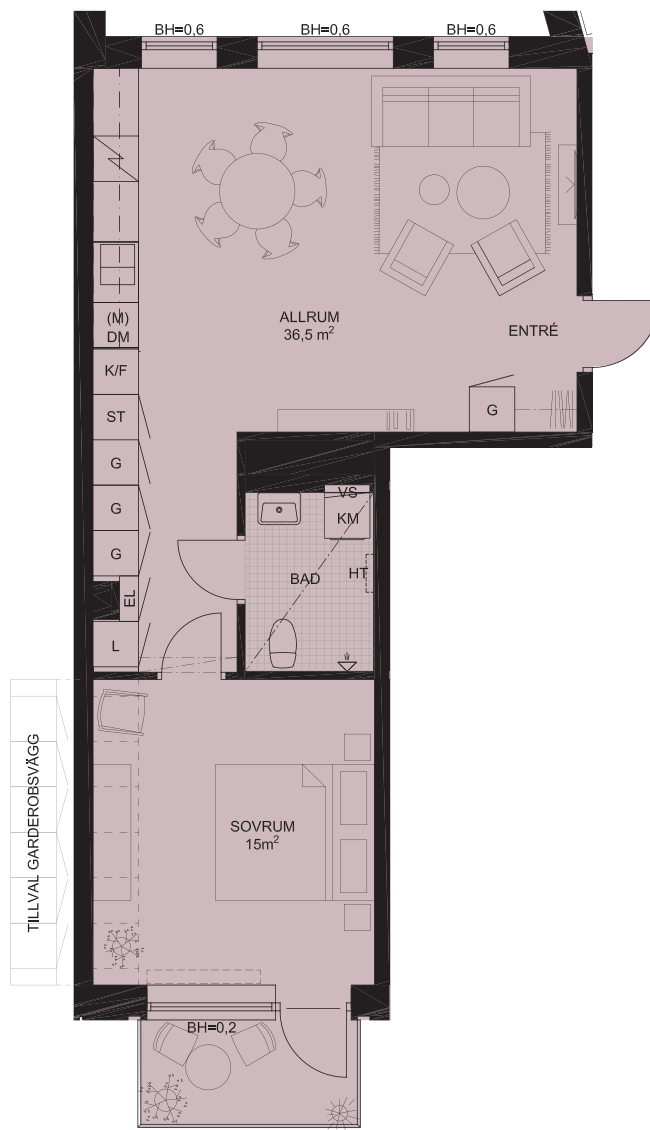 BH=0,6
BH=0,6
BH=0,6
(M)
DM
K/F
ST
G
G
G
EL
L
ALLRUM
36,5 m²
ENTRÉ
G
VS
KM
BAD
HT
TILLVAL GARDEROBSVÄGG
SOVRUM
15m²
BH=0,2